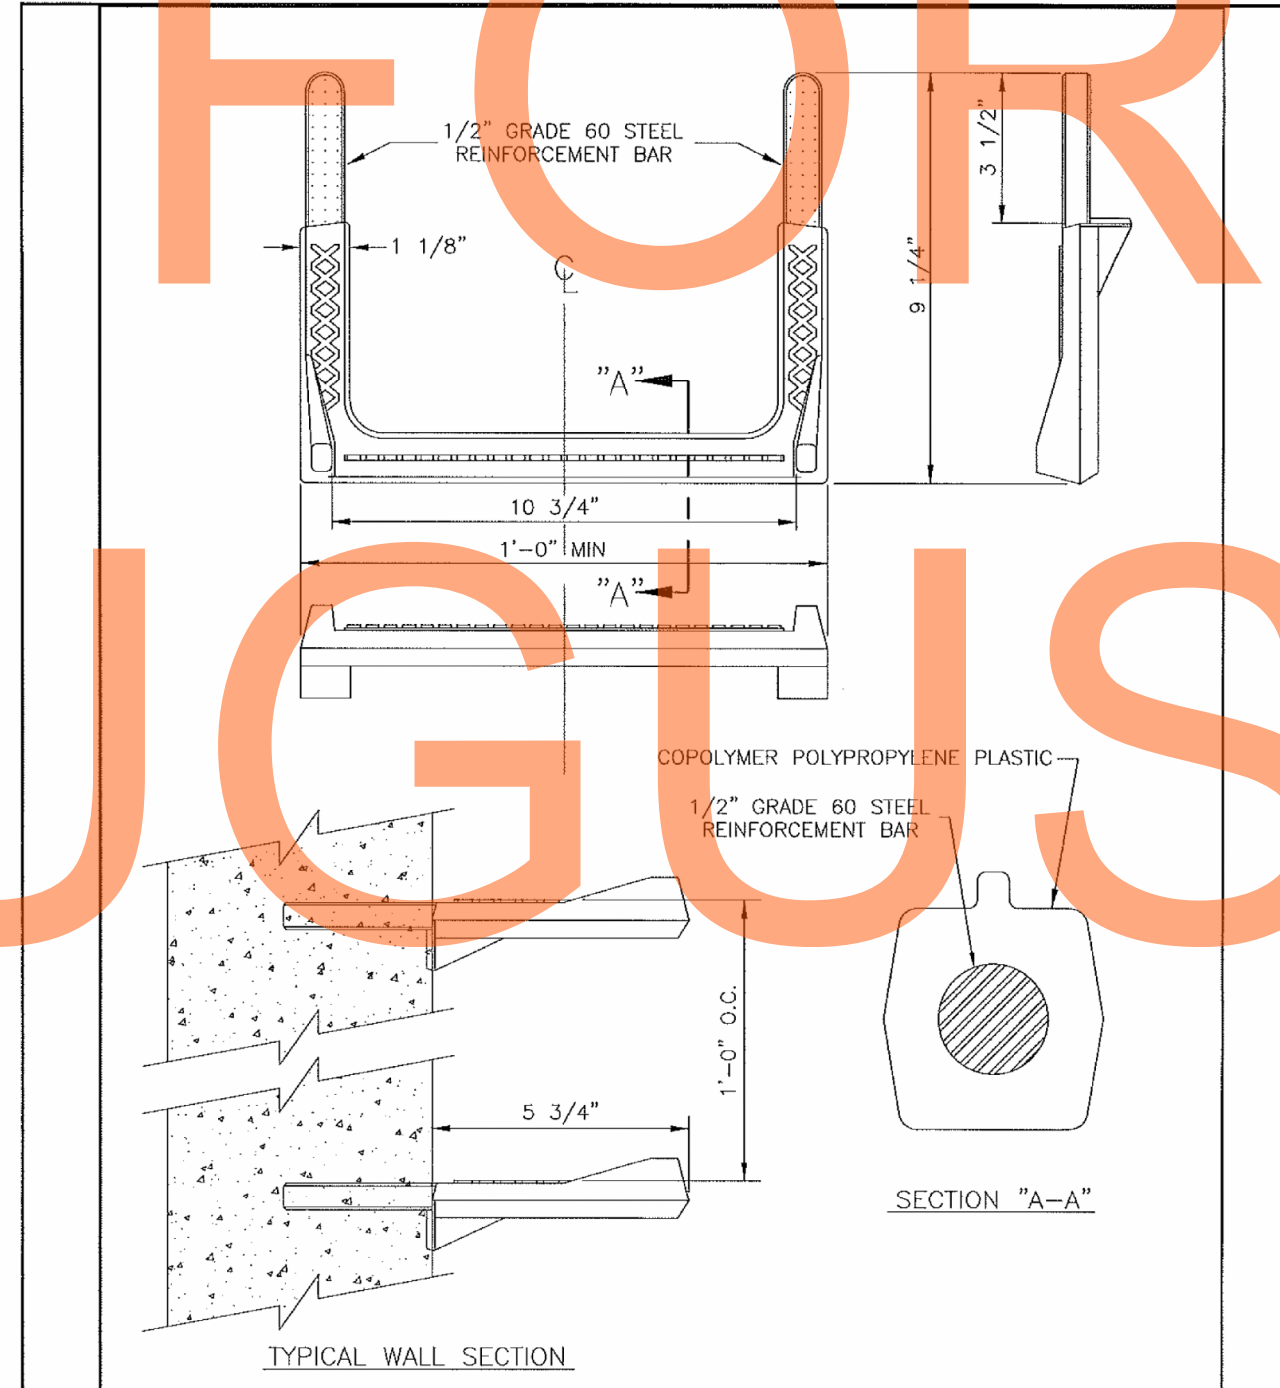 FOR
1/2" GRADE 60 STEEL
REINFORCEMENT BAR
3 1/2"
1 1/8"
9 1/4"
℄
"A"
10 3/4"
1'-0" MIN
"A"
UGUS
COPOLYMER POLYPROPYLENE PLASTIC
1/2" GRADE 60 STEEL
REINFORCEMENT BAR
1'-0" O.C.
5 3/4"
SECTION "A-A"
TYPICAL WALL SECTION